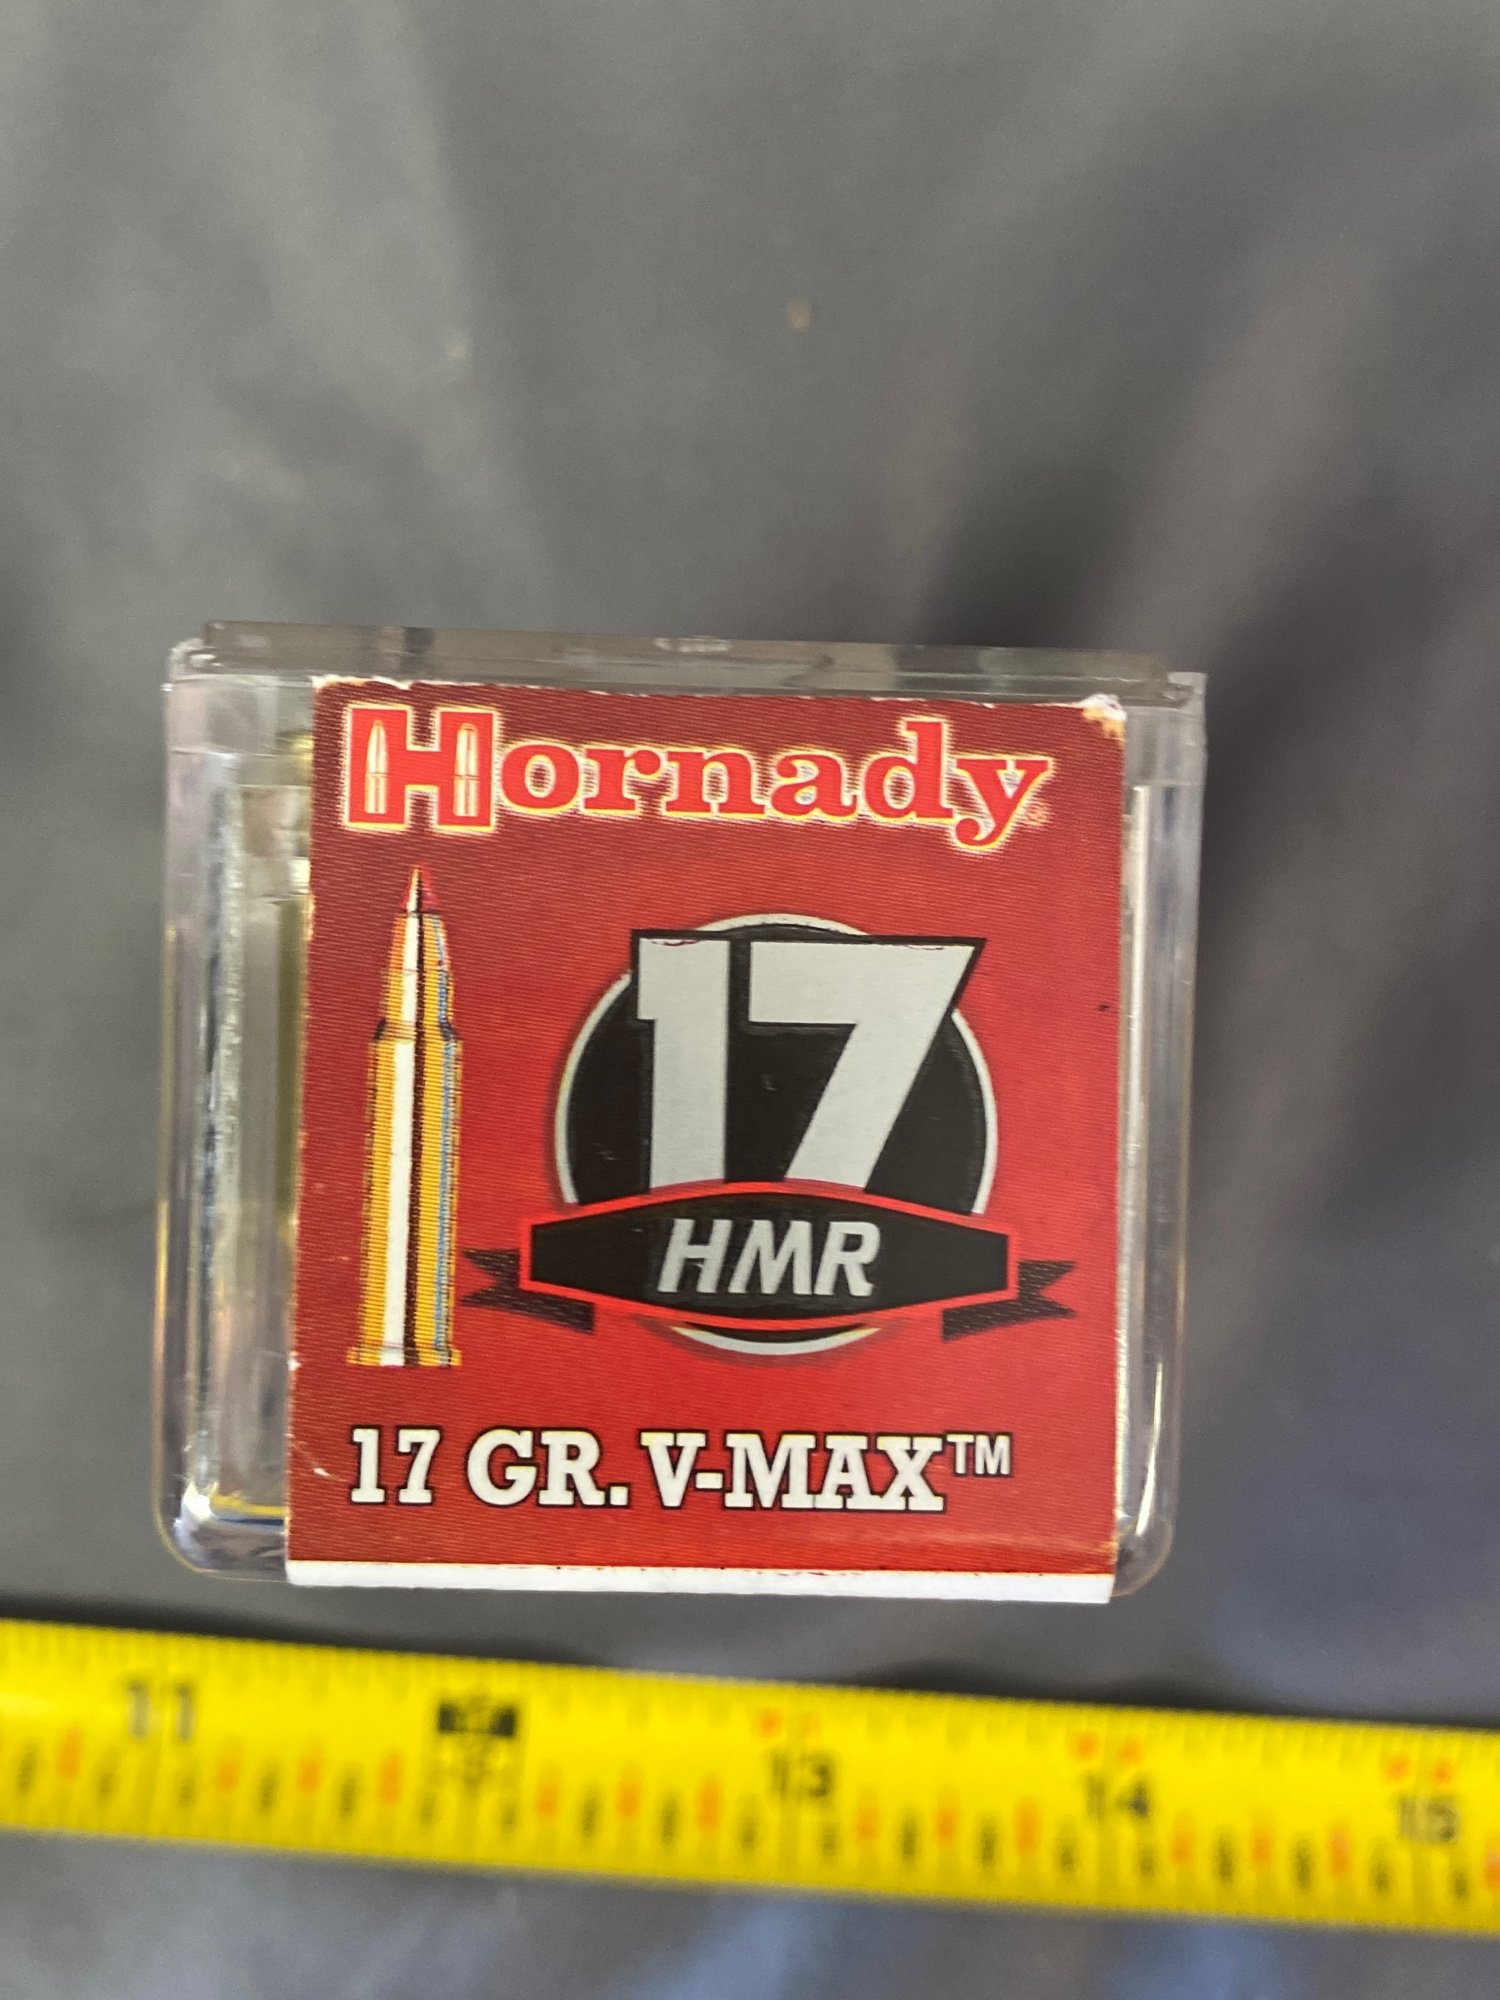 Hornady®
17
HMR
17 GR. V-MAX™
11 13 14 15